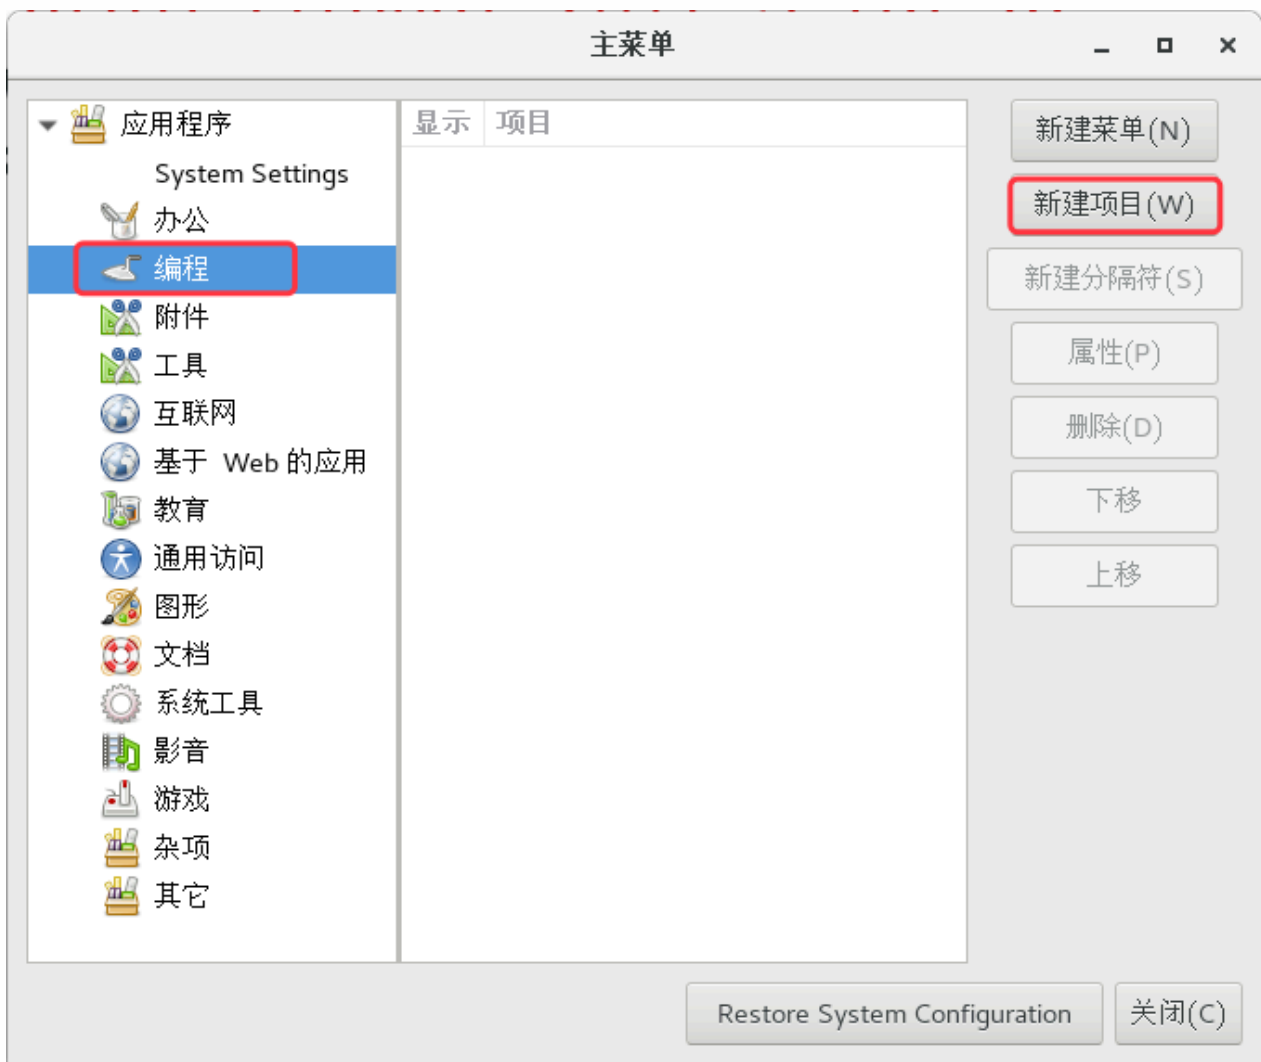 主菜单
应用程序
System Settings
办公
编程
附件
工具
互联网
基于 Web 的应用
教育
通用访问
图形
文档
系统工具
影音
游戏
杂项
其它
显示 项目
新建菜单(N)
新建项目(W)
新建分隔符(S)
属性(P)
删除(D)
下移
上移
Restore System Configuration
关闭(C)